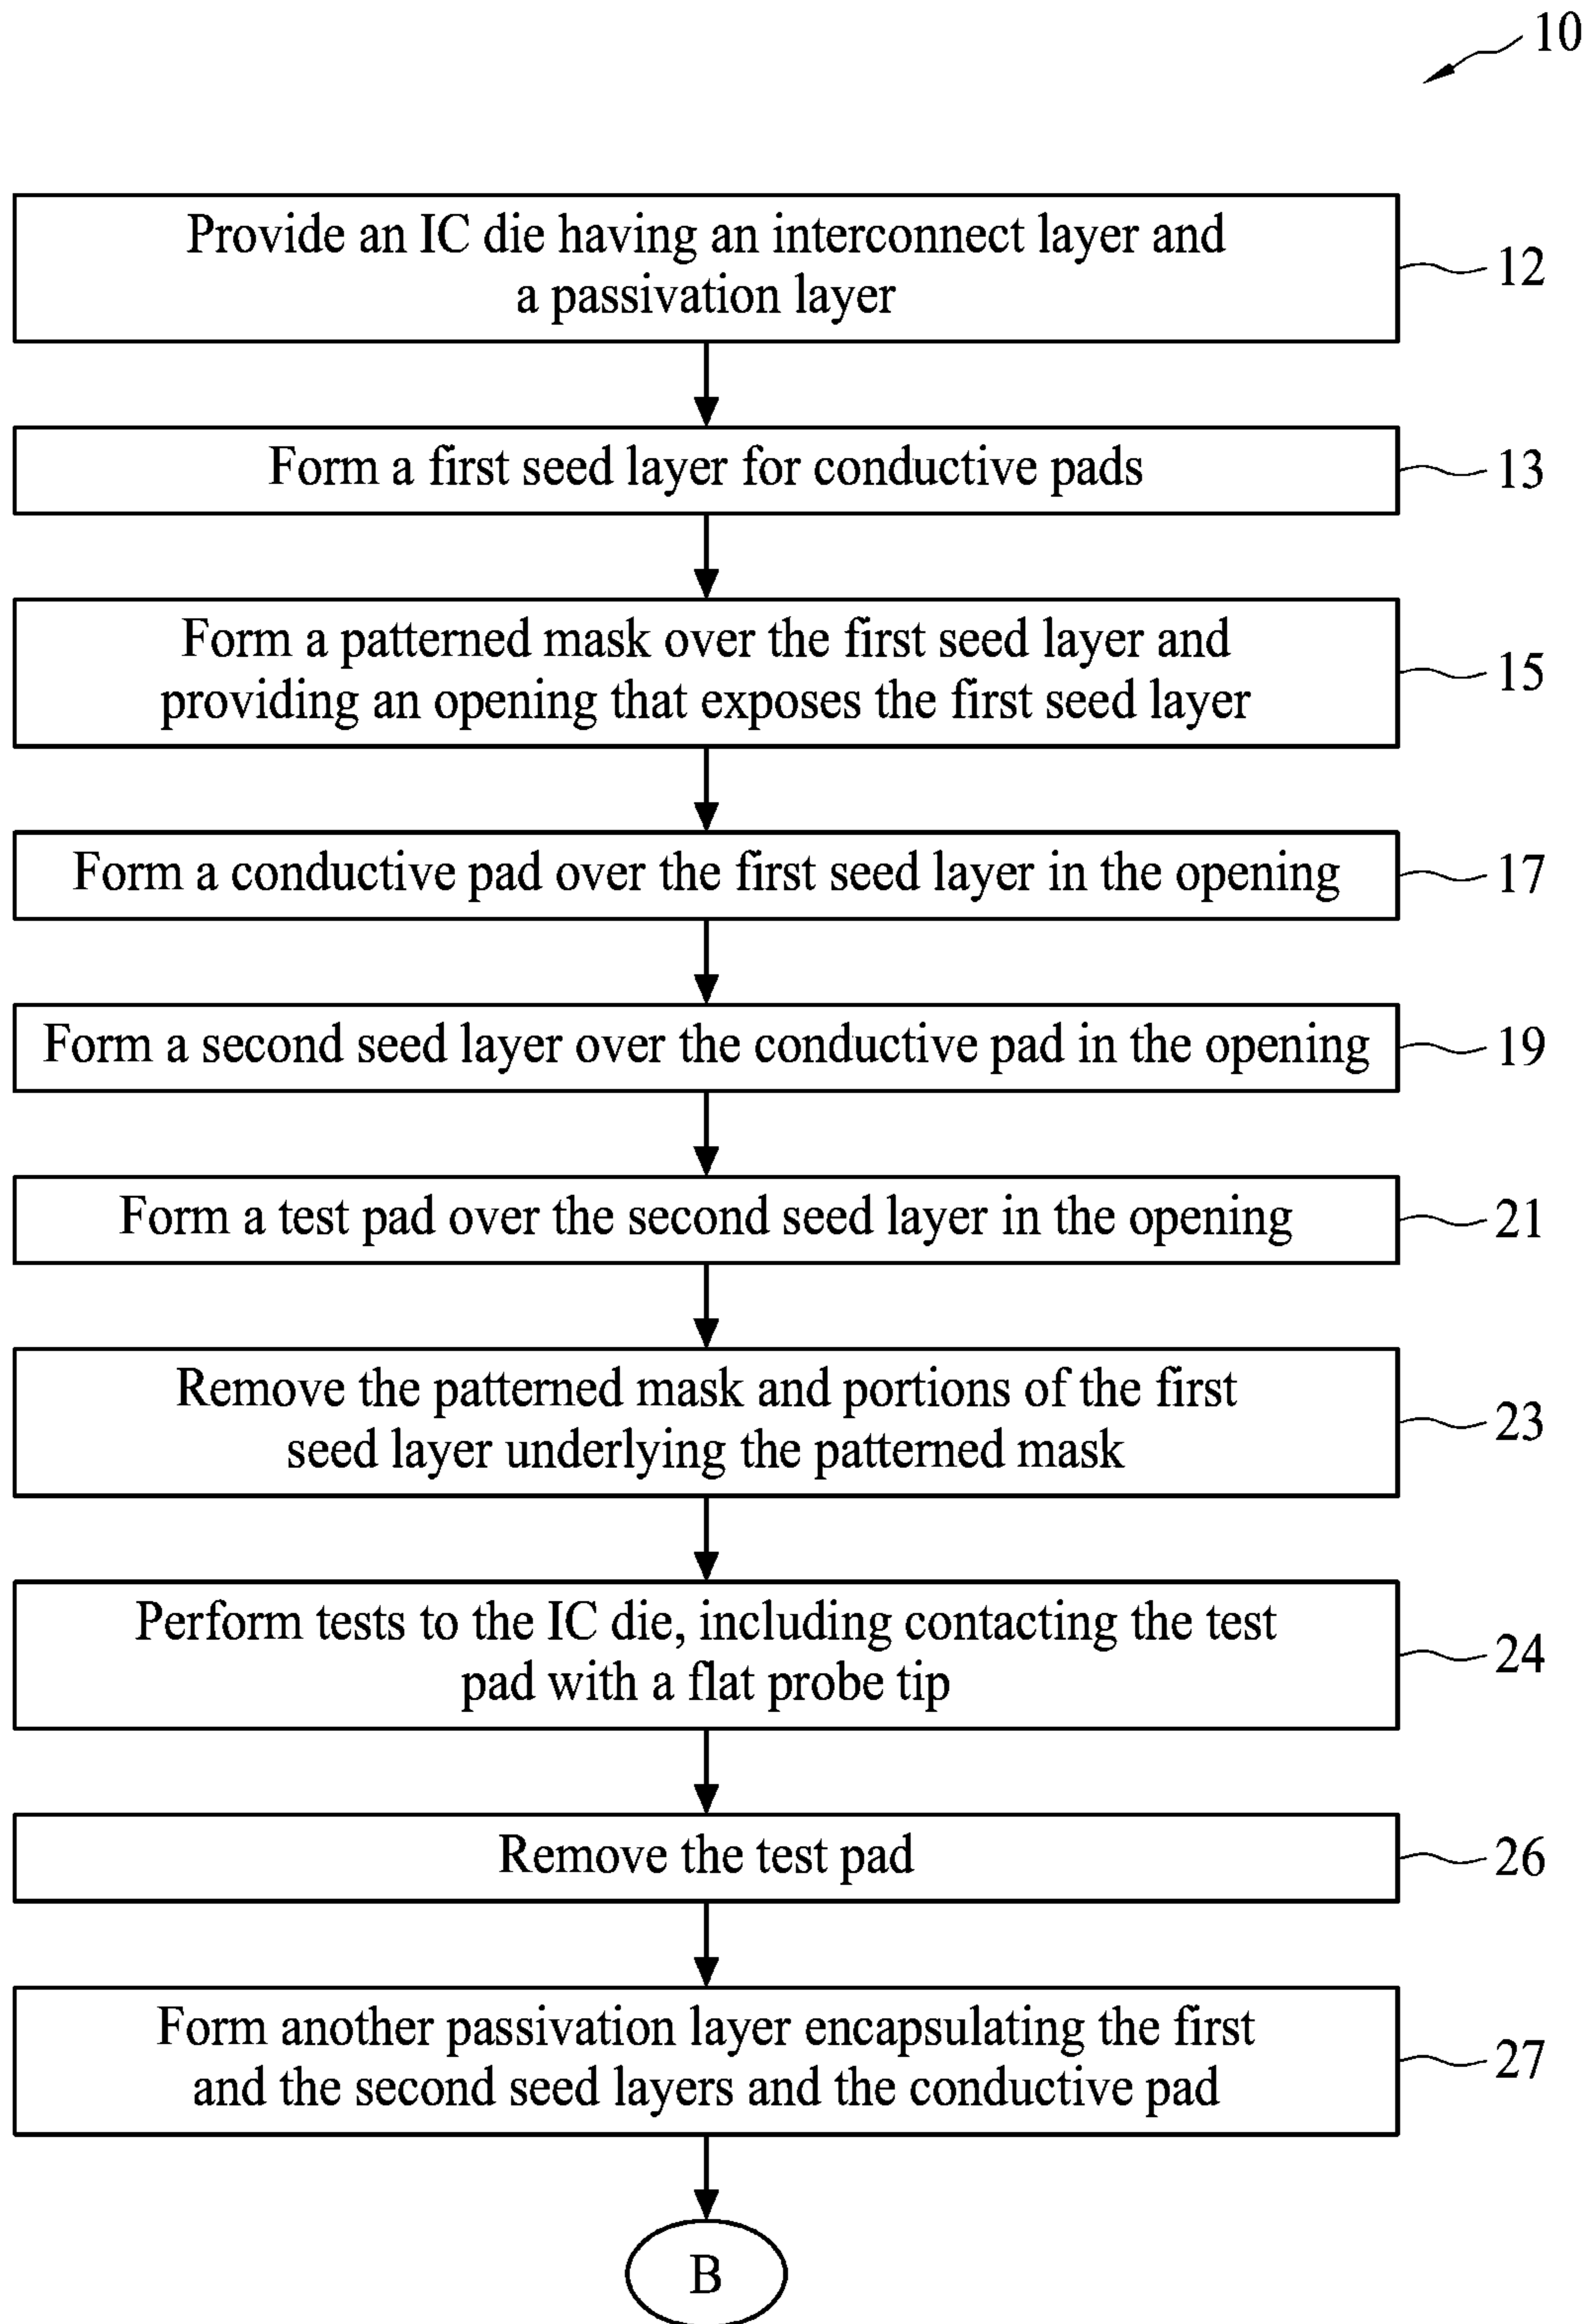 10
Provide an IC die having an interconnect layer and
a passivation layer
12
Form a first seed layer for conductive pads
13
Form a patterned mask over the first seed layer and
providing an opening that exposes the first seed layer
15
Form a conductive pad over the first seed layer in the opening
17
Form a second seed layer over the conductive pad in the opening
19
Form a test pad over the second seed layer in the opening
21
Remove the patterned mask and portions of the first
seed layer underlying the patterned mask
23
Perform tests to the IC die, including contacting the test
pad with a flat probe tip
24
Remove the test pad
26
Form another passivation layer encapsulating the first
and the second seed layers and the conductive pad
27
B